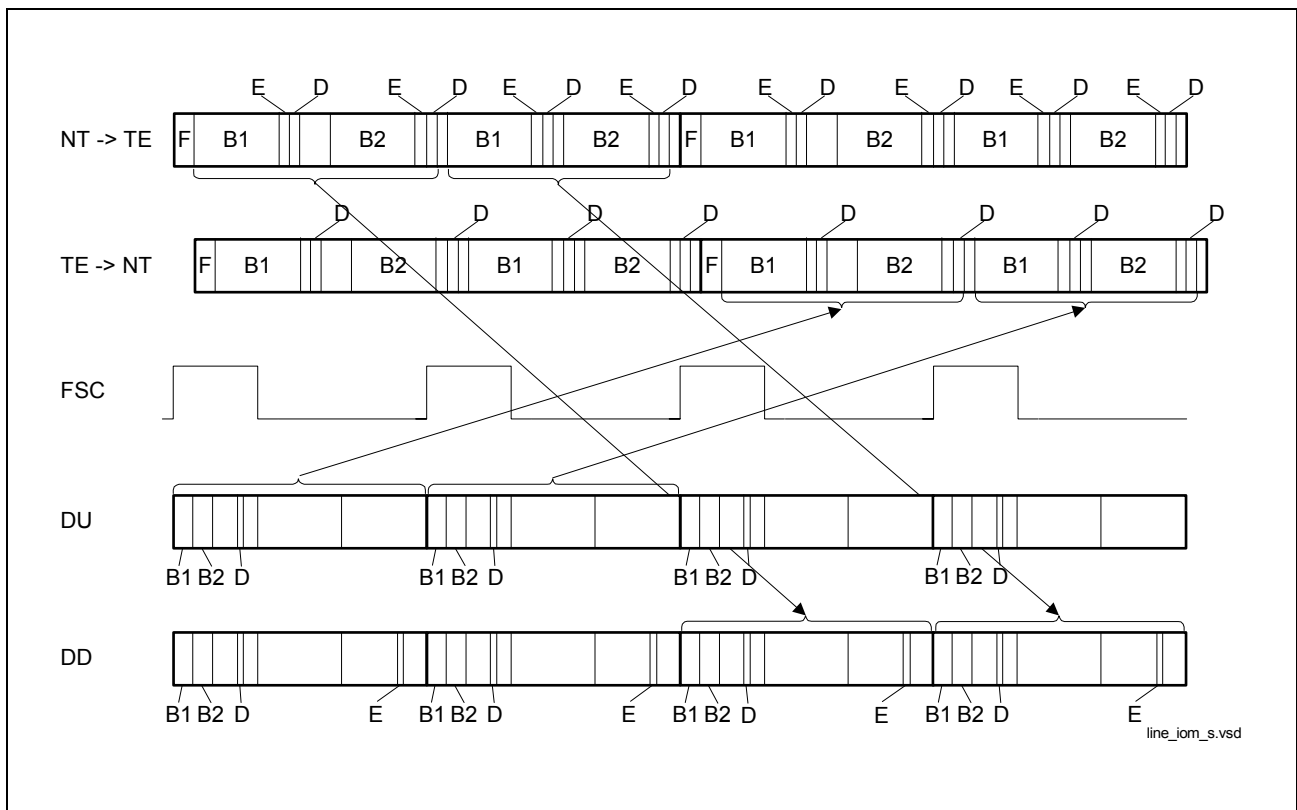 E D E D E D E D E D E D E D E D
NT -> TE F B1 B2 B1 B2 F B1 B2 B1 B2
D D D D D D D D
TE -> NT F B1 B2 B1 B2 F B1 B2 B1 B2
FSC
DU
B1 B2 D B1 B2 D B1 B2 D B1 B2 D
DD
B1 B2 D E B1 B2 D E B1 B2 D E B1 B2 D E
line_iom_s.vsd